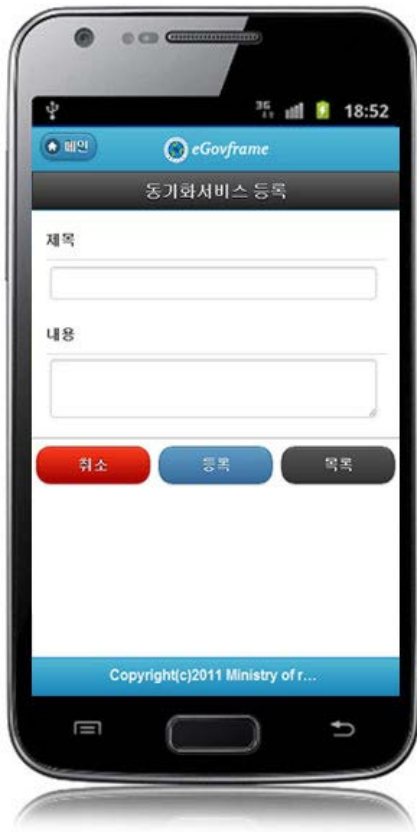 3G 18:52
메인 eGovframe
동기화서비스 등록
제목
내용
취소 등록 목록
Copyright(c)2011 Ministry of r...